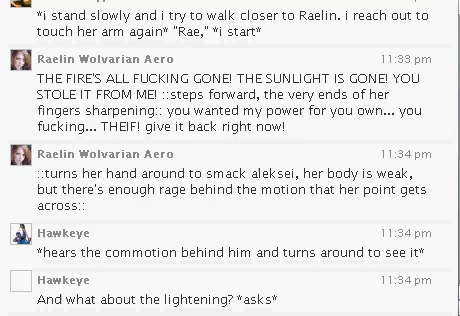 *i stand slowly and i try to walk closer to Raelin. i reach out to
touch her arm again* "Rae," *i start*
Raelin Wolvarian Aero 11:33 pm
THE FIRE'S ALL FUCKING GONE! THE SUNLIGHT IS GONE! YOU
STOLE IT FROM ME! ::steps forward, the very ends of her
fingers sharpening:: you wanted my power for you own... you
fucking... THEIF! give it back right now!
Raelin Wolvarian Aero 11:34 pm
::turns her hand around to smack aleksei, her body is weak,
but there's enough rage behind the motion that her point gets
across::
Hawkeye 11:34 pm
*hears the commotion behind him and turns around to see it*
Hawkeye 11:34 pm
And what about the lightening? *asks*